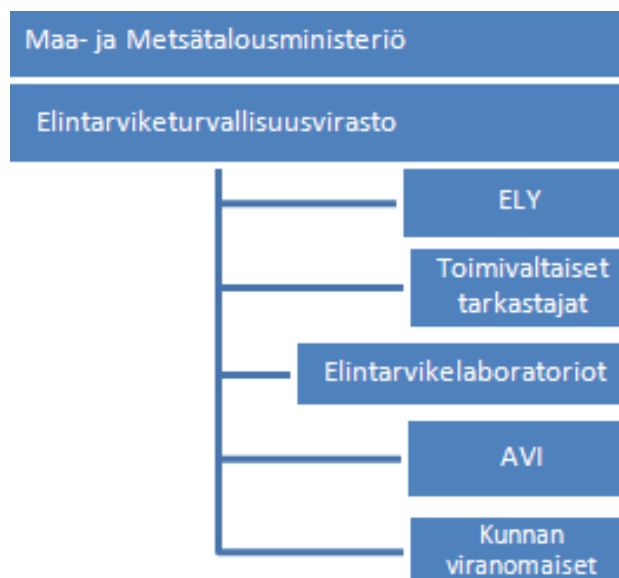 Maa- ja Metsätalousministeriö
Elintarviketurvallisuusvirasto
ELY
Toimivaltaiset
tarkastajat
Elintarvikelaboratoriot
AVI
Kunnan
viranomaiset